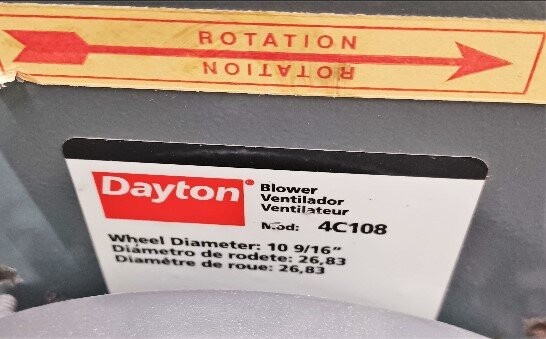 ROTATION
ROTATION
Dayton®
Blower
Ventilador
Ventilateur
Mod: 4C108
Wheel Diameter: 10 9/16"
Diámetro de rodete: 26,83
Diamètre de roue: 26,83